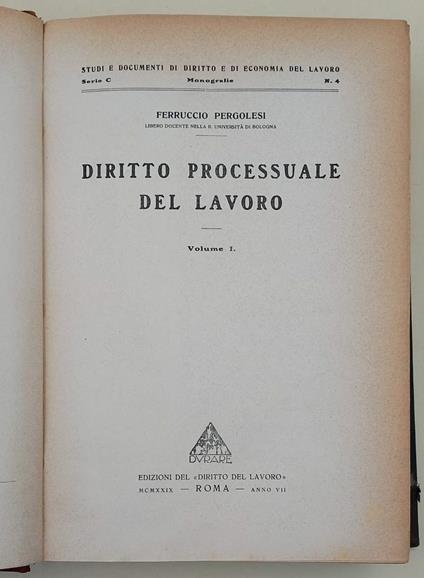 STUDI E DOCUMENTI DI DIRITTO E DI ECONOMIA DEL LAVORO
Serie C Monografie N. 4
FERRUCCIO PERGOLESI
LIBERO DOCENTE NELLA R. UNIVERSITÀ DI BOLOGNA
DIRITTO PROCESSUALE
DEL LAVORO
Volume I.
DVRARE
EDIZIONI DEL «DIRITTO DEL LAVORO»
MCMXXIX — ROMA — ANNO VII